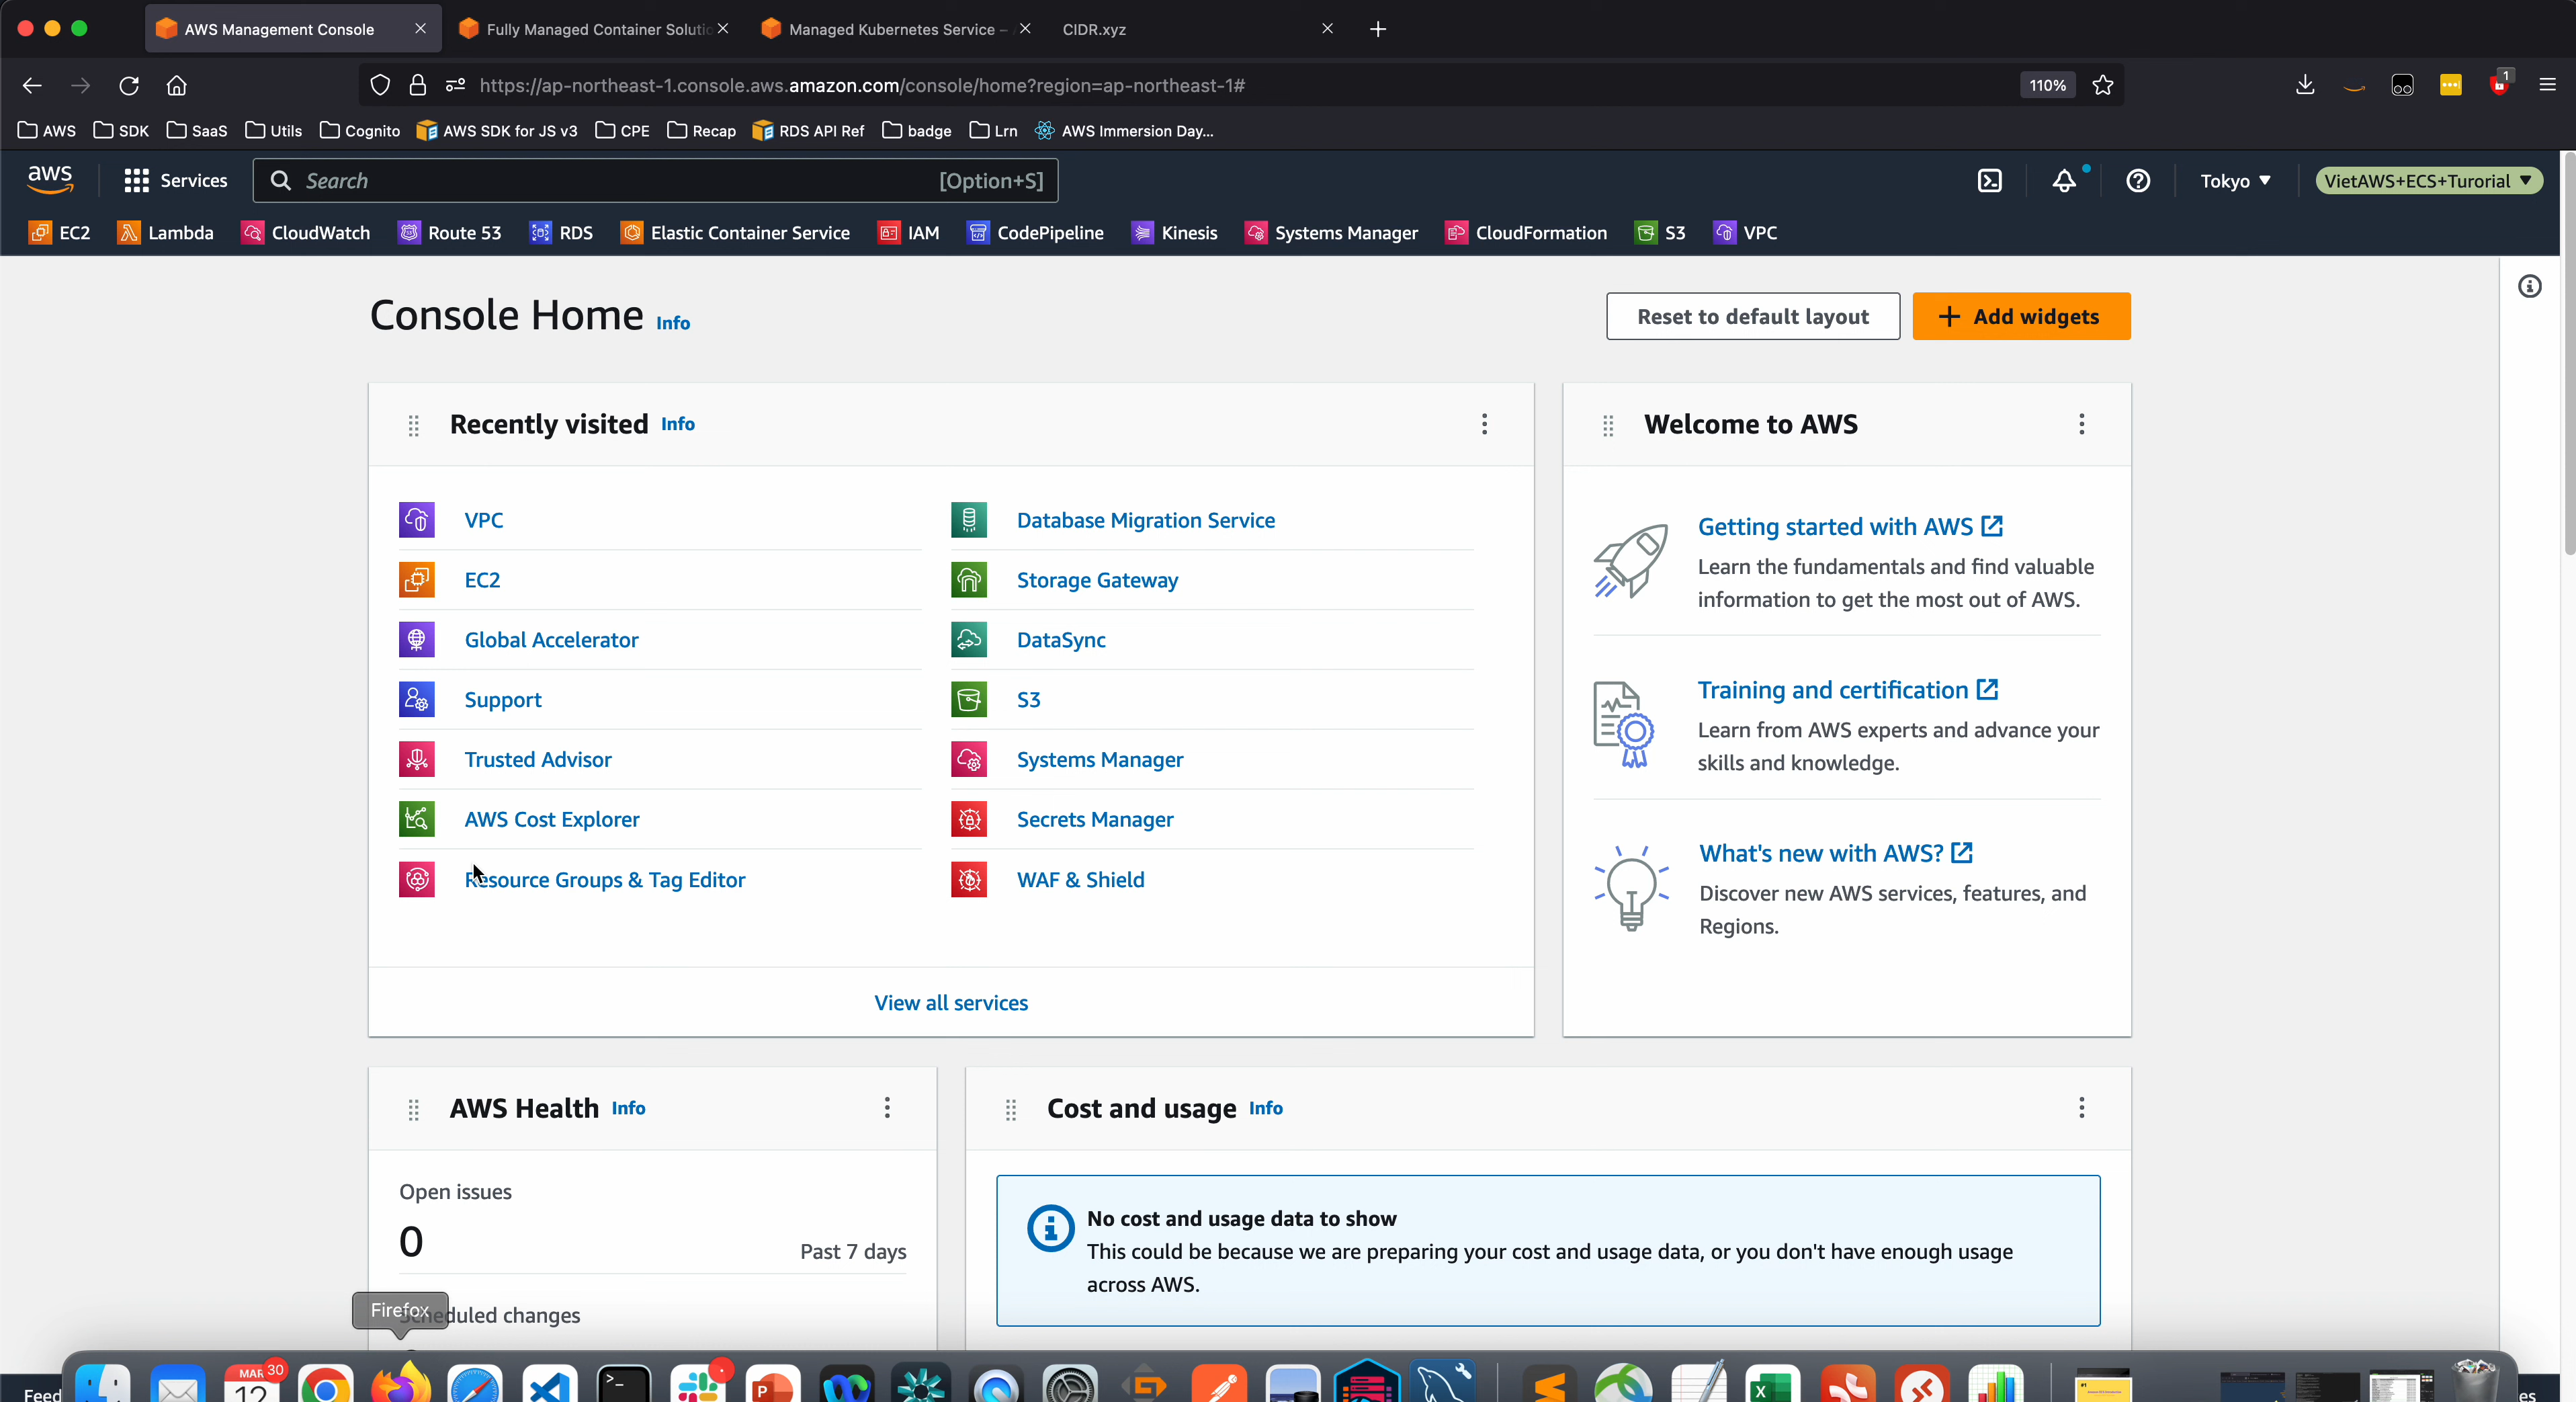 AWS Management Console
Fully Managed Container Soluti
Managed Kubernetes Service –
CIDR.xyz
https://ap-northeast-1.console.aws.amazon.com/console/home?region=ap-northeast-1#
110%
1
AWS
SDK
SaaS
Utils
Cognito
AWS SDK for JS v3
CPE
Recap
RDS API Ref
badge
Lrn
AWS Immersion Day...
aws
Services
Search
[Option+S]
Tokyo
VietAWS+ECS+Turorial
EC2
Lambda
CloudWatch
Route 53
RDS
Elastic Container Service
IAM
CodePipeline
Kinesis
Systems Manager
CloudFormation
S3
VPC
Console Home Info
Reset to default layout
+ Add widgets
Recently visited Info
VPC
EC2
Global Accelerator
Support
Trusted Advisor
AWS Cost Explorer
Resource Groups & Tag Editor
Database Migration Service
Storage Gateway
DataSync
S3
Systems Manager
Secrets Manager
WAF & Shield
View all services
Welcome to AWS
Getting started with AWS
Learn the fundamentals and find valuable
information to get the most out of AWS.
Training and certification
Learn from AWS experts and advance your
skills and knowledge.
What's new with AWS?
Discover new AWS services, features, and
Regions.
AWS Health Info
Open issues
0
Past 7 days
Scheduled changes
Cost and usage Info
No cost and usage data to show
This could be because we are preparing your cost and usage data, or you don't have enough usage
across AWS.
Firefox
Feed
MAR
30
12
es